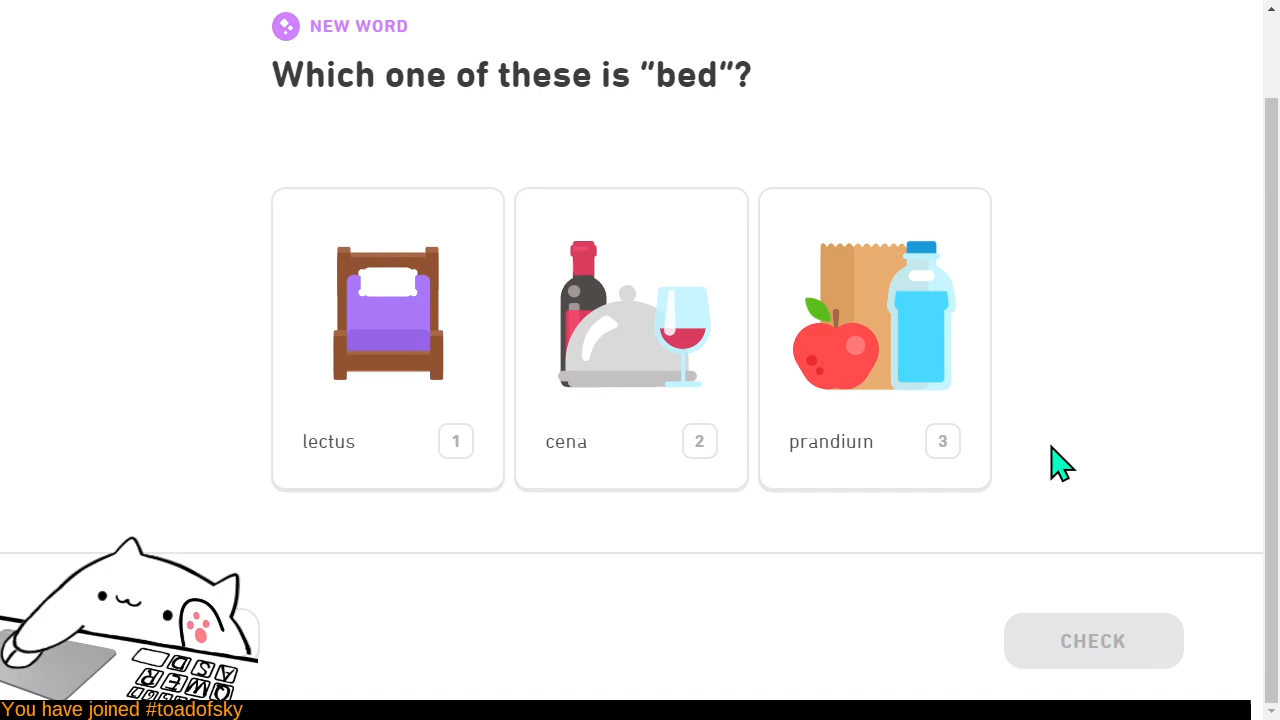 NEW WORD
Which one of these is "bed"?
lectus 1
cena 2
prandium 3
CHECK
You have joined #toadofsky